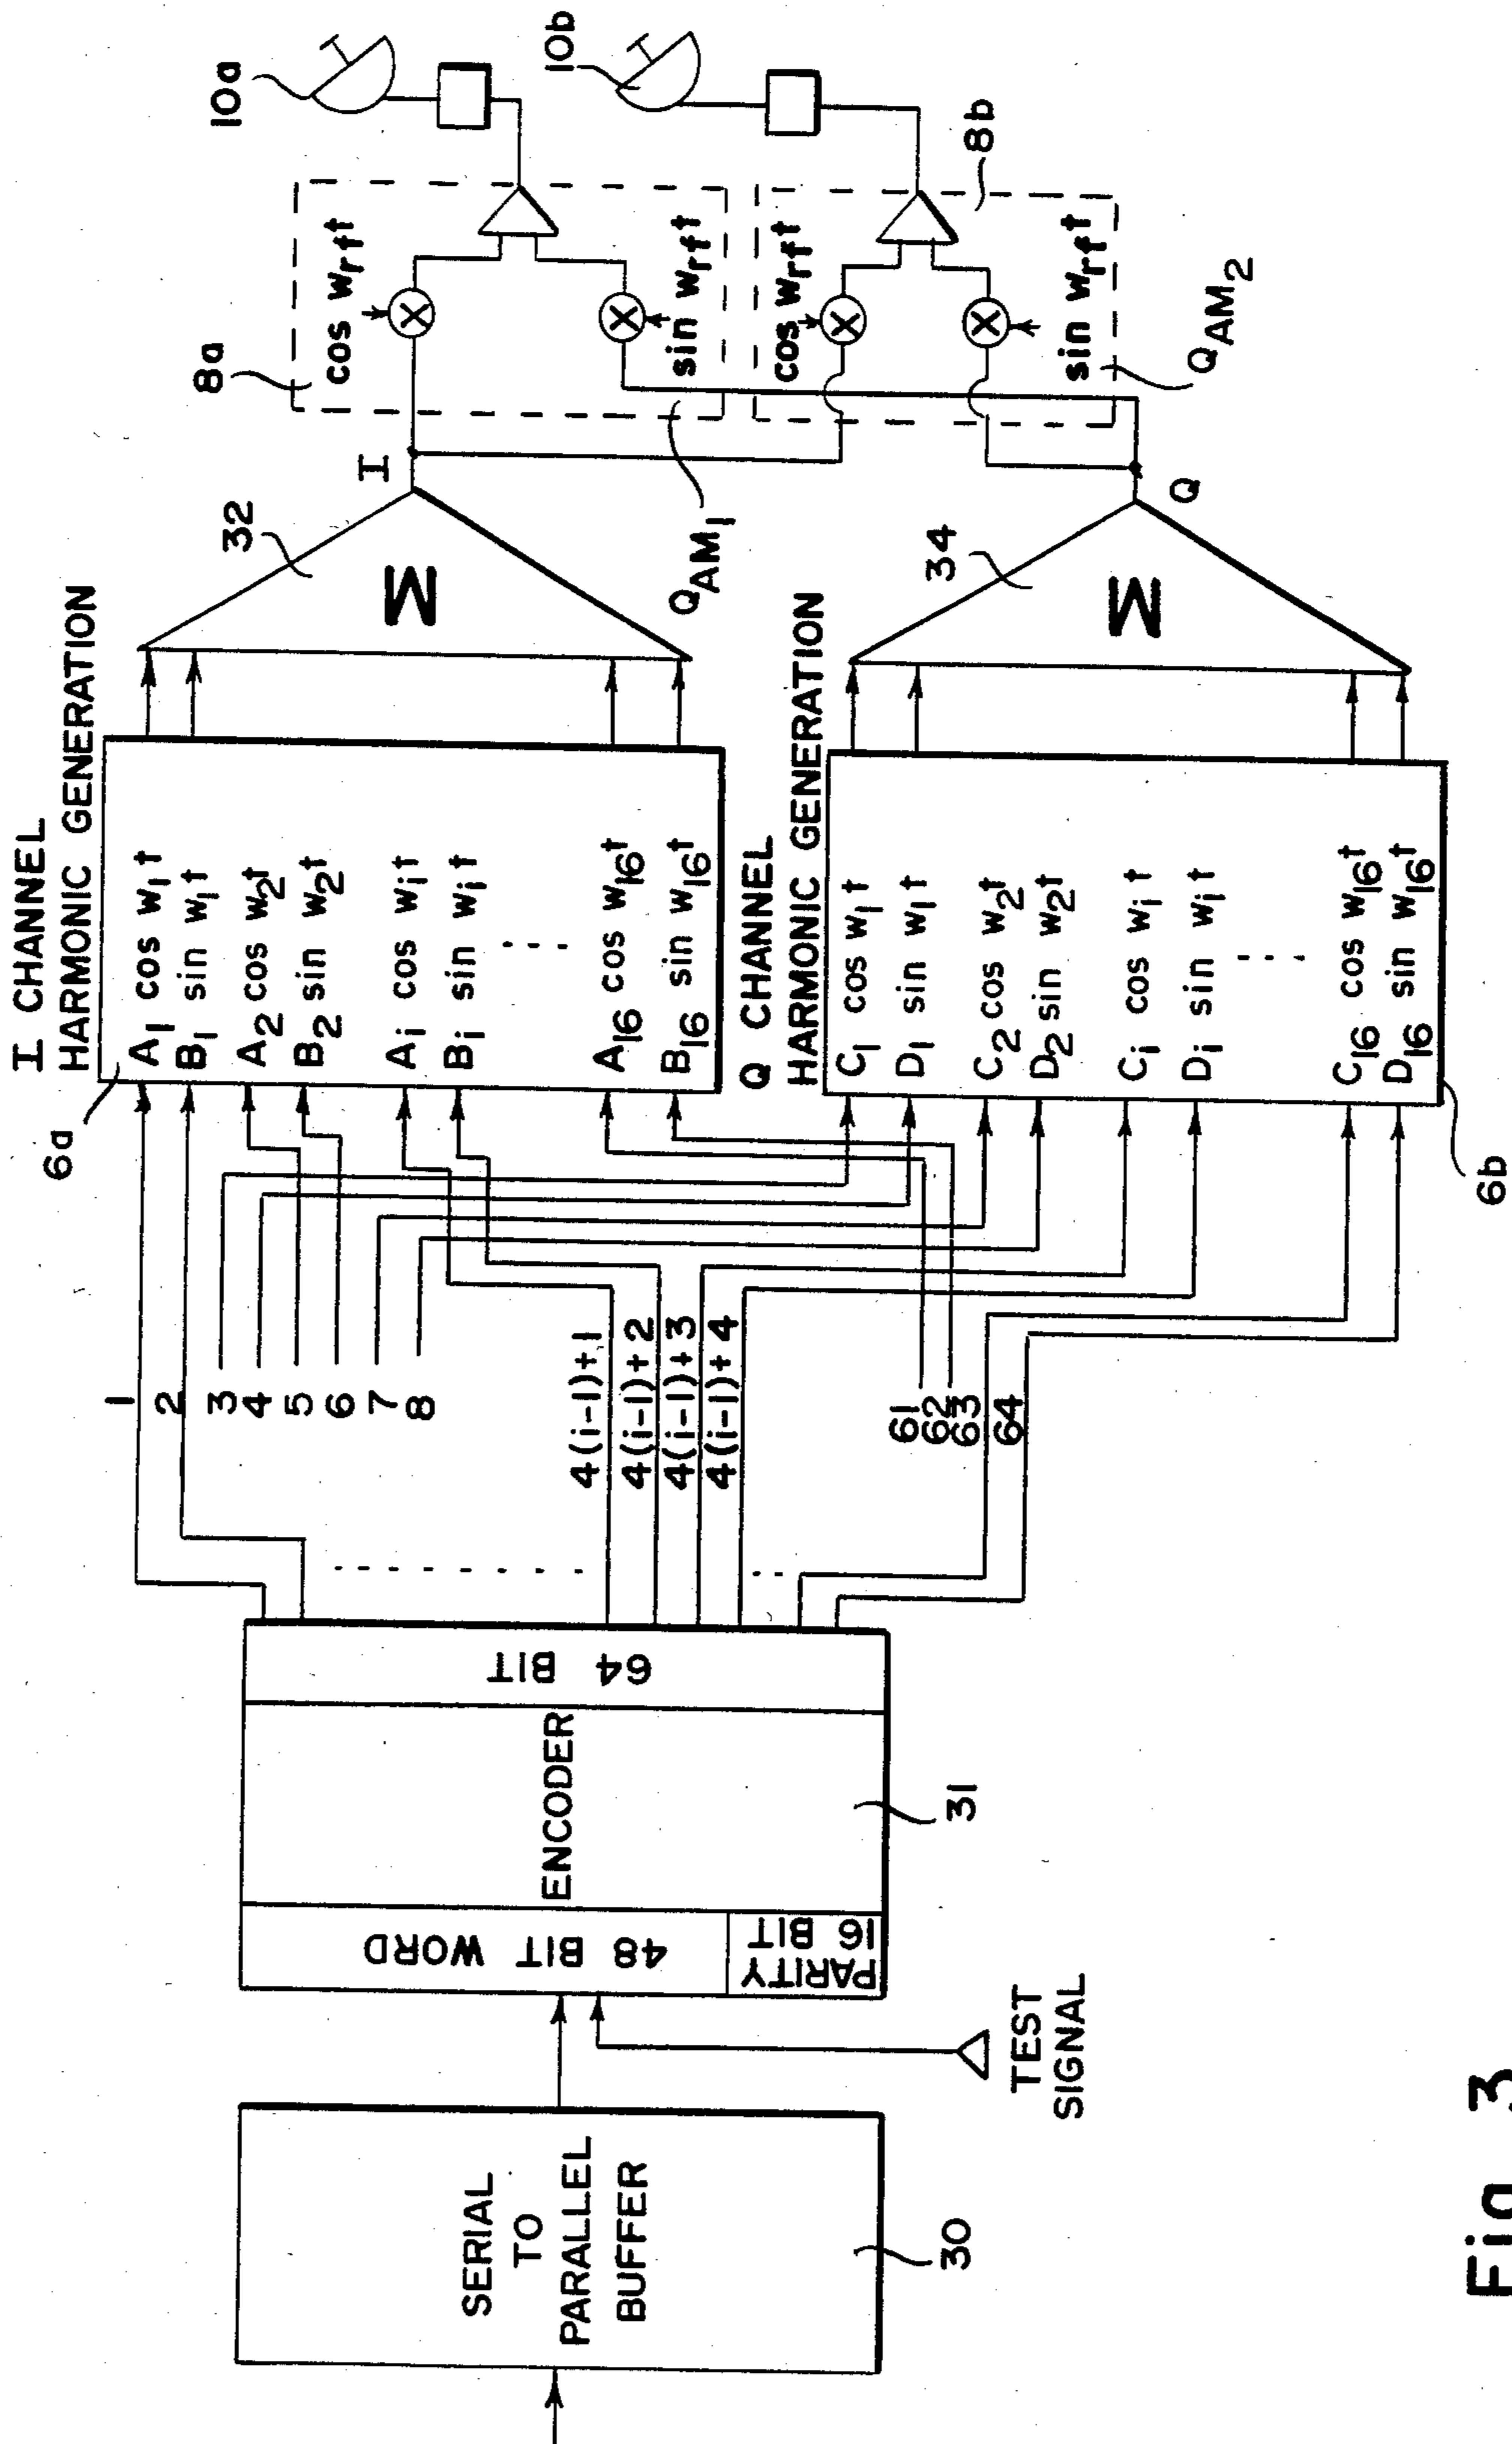 I CHANNEL
HARMONIC GENERATION
6a
A1 cos w1t
B1 sin w1t
A2 cos w2t
B2 sin w2t
Ai cos wit
Bi sin wit
A16 cos w16t
B16 sin w16t
Q CHANNEL
HARMONIC GENERATION
C1 cos w1t
D1 sin w1t
C2 cos w2t
D2 sin w2t
Ci cos wit
Di sin wit
C16 cos w16t
D16 sin w16t
6b
SERIAL
TO
PARALLEL
BUFFER
30
TEST
SIGNAL
48 BIT WORD
PARITY
16 BIT
ENCODER
31
64 BIT
1
2
3
4
5
6
7
8
4(i-1)+1
4(i-1)+2
4(i-1)+3
4(i-1)+4
61
62
63
64
32
Σ
I
34
Σ
Q
8a
cos wrft
sin wrft
QAM1
cos wrft
sin wrft
QAM2
8b
10a
10b
Fig. 3